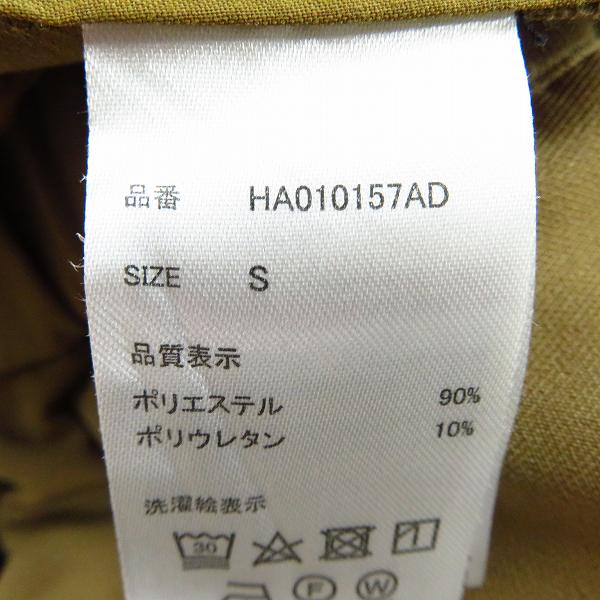 品番 HA010157AD
SIZE S
品質表示
ポリエステル 90%
ポリウレタン 10%
洗濯絵表示
30
F W